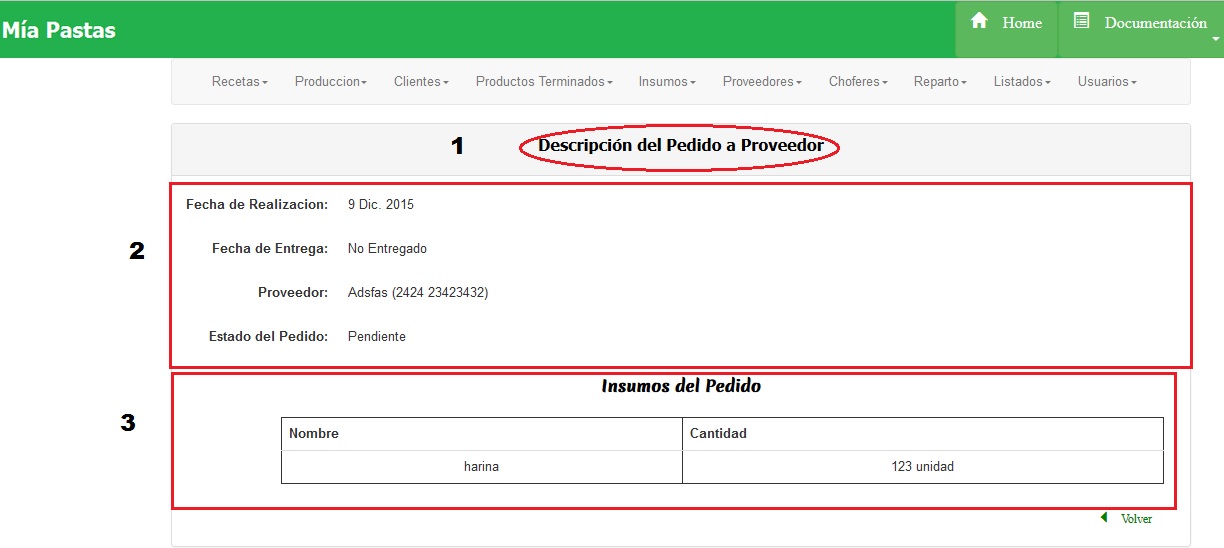 Mía Pastas Home Documentación
Recetas Produccion Clientes Productos Terminados Insumos Proveedores Choferes Reparto Listados Usuarios
1 Descripción del Pedido a Proveedor
Fecha de Realizacion: 9 Dic. 2015
2 Fecha de Entrega: No Entregado
Proveedor: Adsfas (2424 23423432)
Estado del Pedido: Pendiente
Insumos del Pedido
3
Nombre Cantidad
harina 123 unidad
Volver